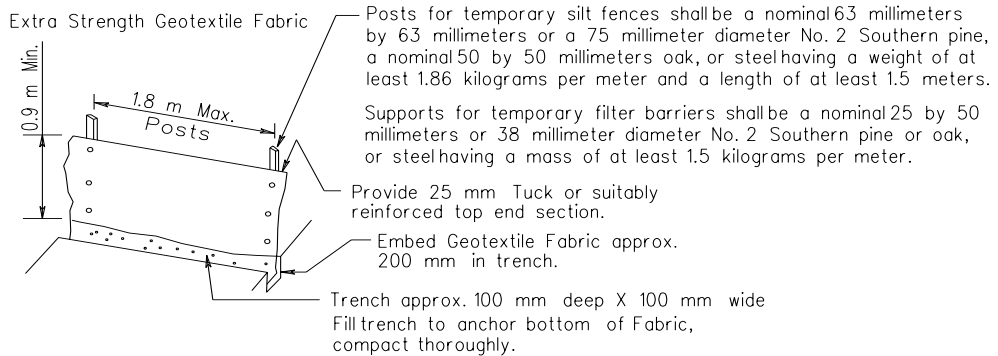 Extra Strength Geotextile Fabric
Posts for temporary silt fences shall be a nominal 63 millimeters
by 63 millimeters or a 75 millimeter diameter No. 2 Southern pine,
a nominal 50 by 50 millimeters oak, or steel having a weight of at
least 1.86 kilograms per meter and a length of at least 1.5 meters.
Supports for temporary filter barriers shall be a nominal 25 by 50
millimeters or 38 millimeter diameter No. 2 Southern pine or oak,
or steel having a mass of at least 1.5 kilograms per meter.
0.9 m Min.
1.8 m Max.
Posts
Provide 25 mm Tuck or suitably
reinforced top end section.
Embed Geotextile Fabric approx.
200 mm in trench.
Trench approx. 100 mm deep X 100 mm wide
Fill trench to anchor bottom of Fabric,
compact thoroughly.